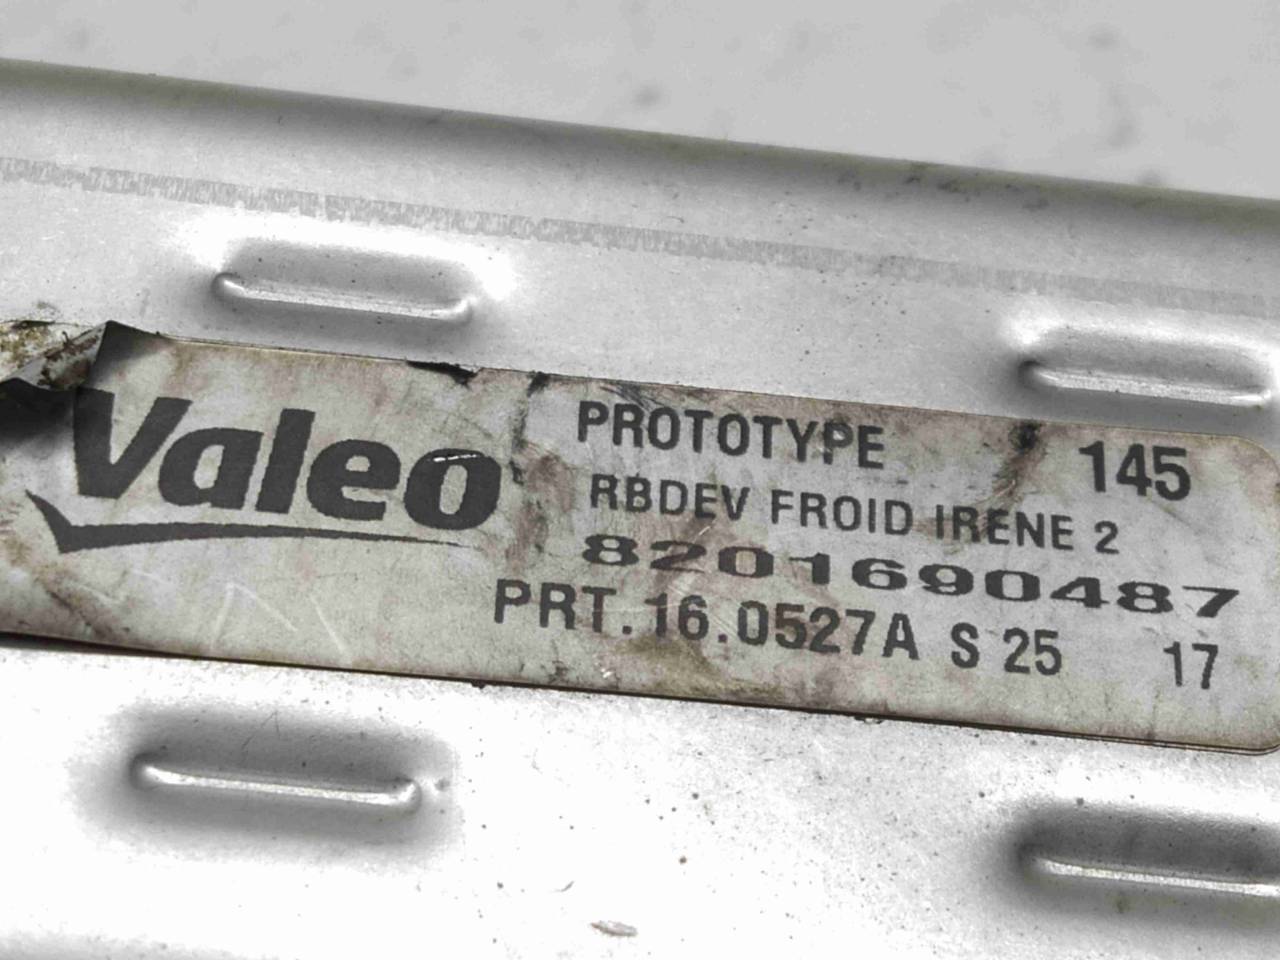 Valeo
PROTOTYPE 145
RBDEV FROID IRENE 2
8201690487
PRT.16.0527A S 25 17